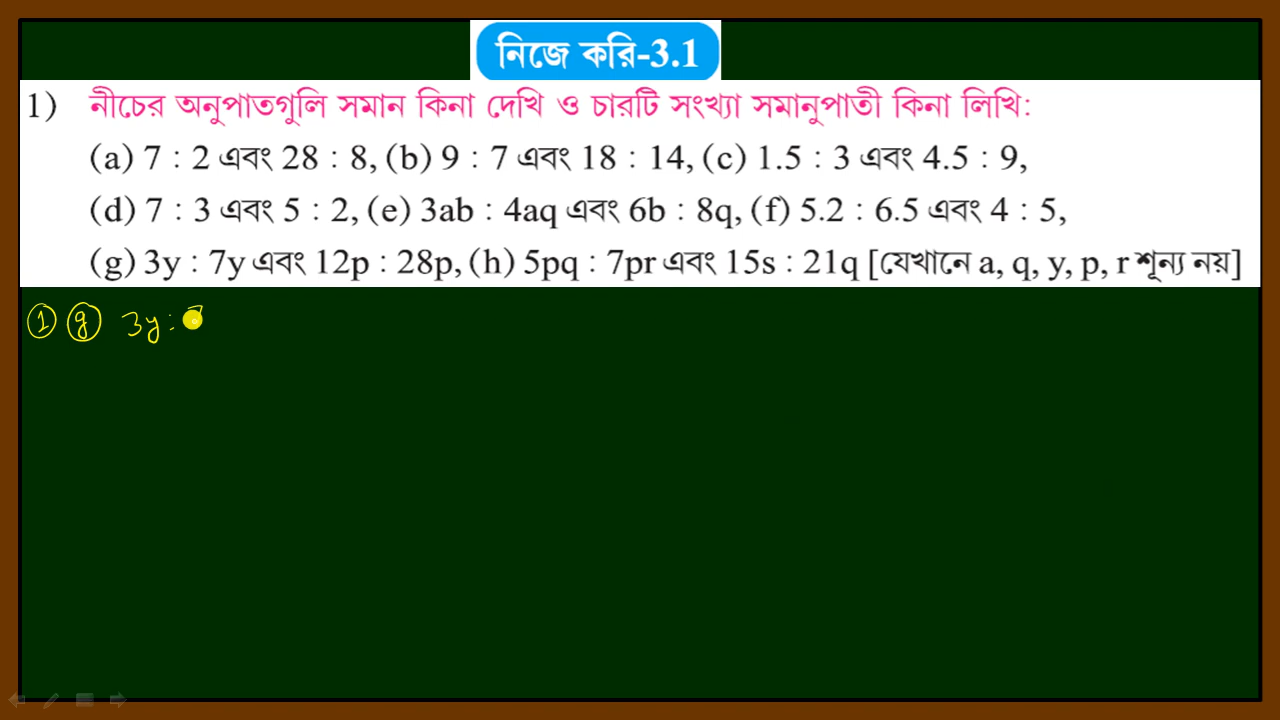 নিজে করি-3.1
1) নীচের অনুপাতগুলি সমান কিনা দেখি ও চারটি সংখ্যা সমানুপাতী কিনা লিখি:
(a) 7 : 2 এবং 28 : 8, (b) 9 : 7 এবং 18 : 14, (c) 1.5 : 3 এবং 4.5 : 9,
(d) 7 : 3 এবং 5 : 2, (e) 3ab : 4aq এবং 6b : 8q, (f) 5.2 : 6.5 এবং 4 : 5,
(g) 3y : 7y এবং 12p : 28p, (h) 5pq : 7pr এবং 15s : 21q [যেখানে a, q, y, p, r শূন্য নয়]
1 g 3y :